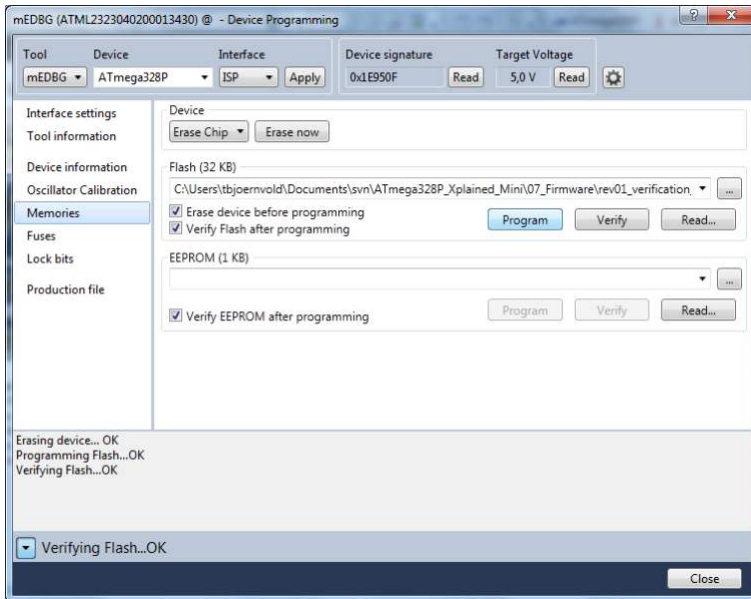 mEDBG (ATML2323040200013430) @ - Device Programming
?
X
Tool Device Interface Device signature Target Voltage
mEDBG ATmega328P ISP Apply 0x1E950F Read 5,0 V Read
Interface settings
Tool information
Device information
Oscillator Calibration
Memories
Fuses
Lock bits
Production file
Device
Erase Chip Erase now
Flash (32 KB)
C:\Users\tbjoernvold\Documents\svn\ATmega328P_Xplained_Mini\07_Firmware\rev01_verification_ ...
Erase device before programming
Verify Flash after programming
Program Verify Read...
EEPROM (1 KB)
...
Verify EEPROM after programming
Program Verify Read...
Erasing device... OK
Programming Flash...OK
Verifying Flash...OK
Verifying Flash...OK
Close